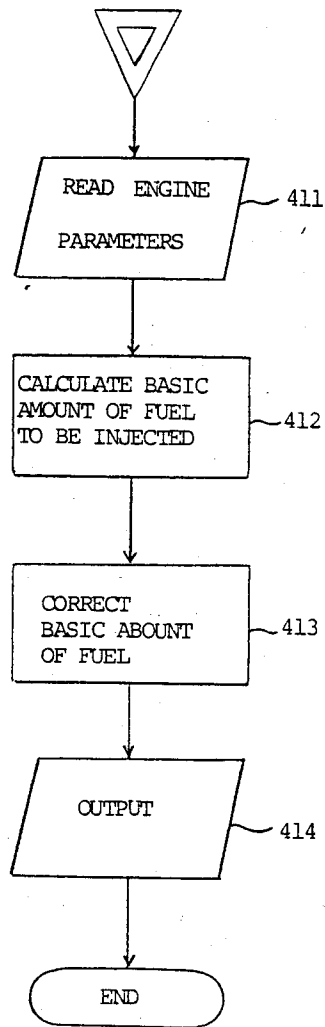 READ ENGINE
PARAMETERS
411
CALCULATE BASIC
AMOUNT OF FUEL
TO BE INJECTED
412
CORRECT
BASIC ABOUNT
OF FUEL
413
OUTPUT
414
END